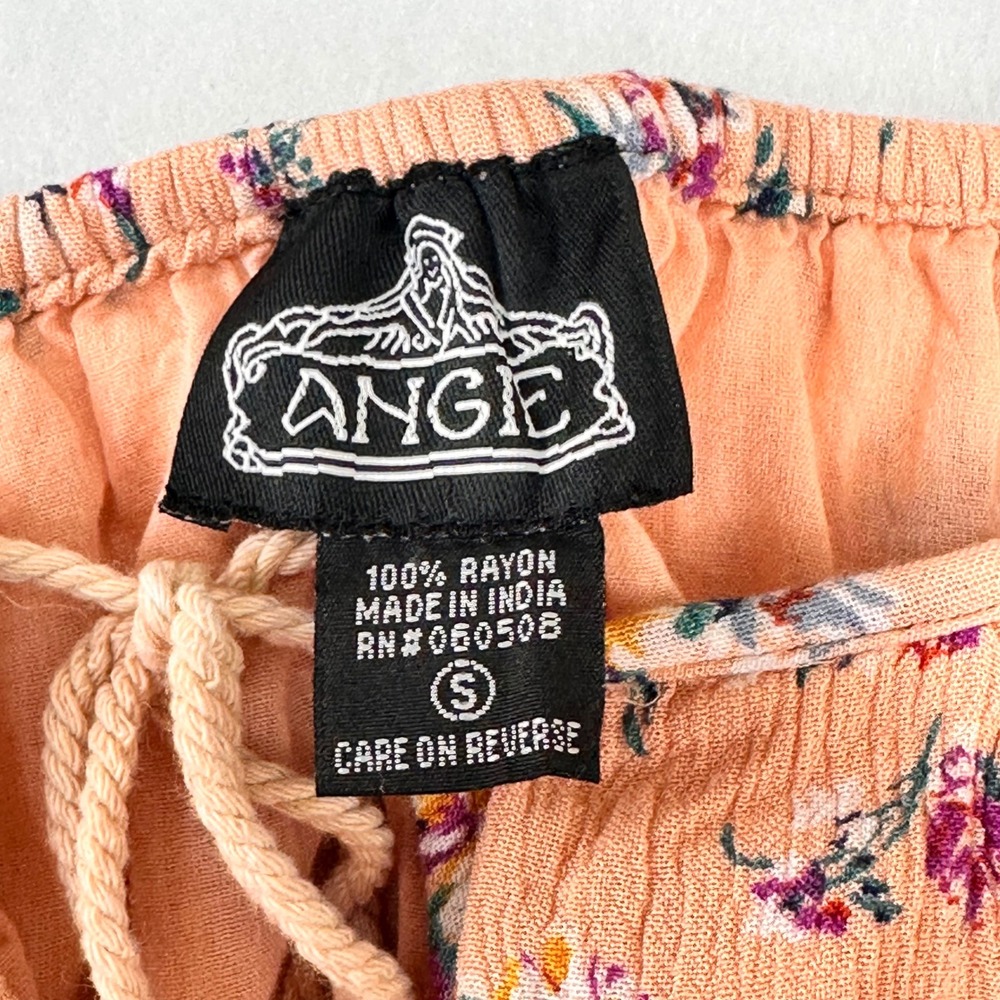 ANGIE
100% RAYON
MADE IN INDIA
RN#060508
S
CARE ON REVERSE